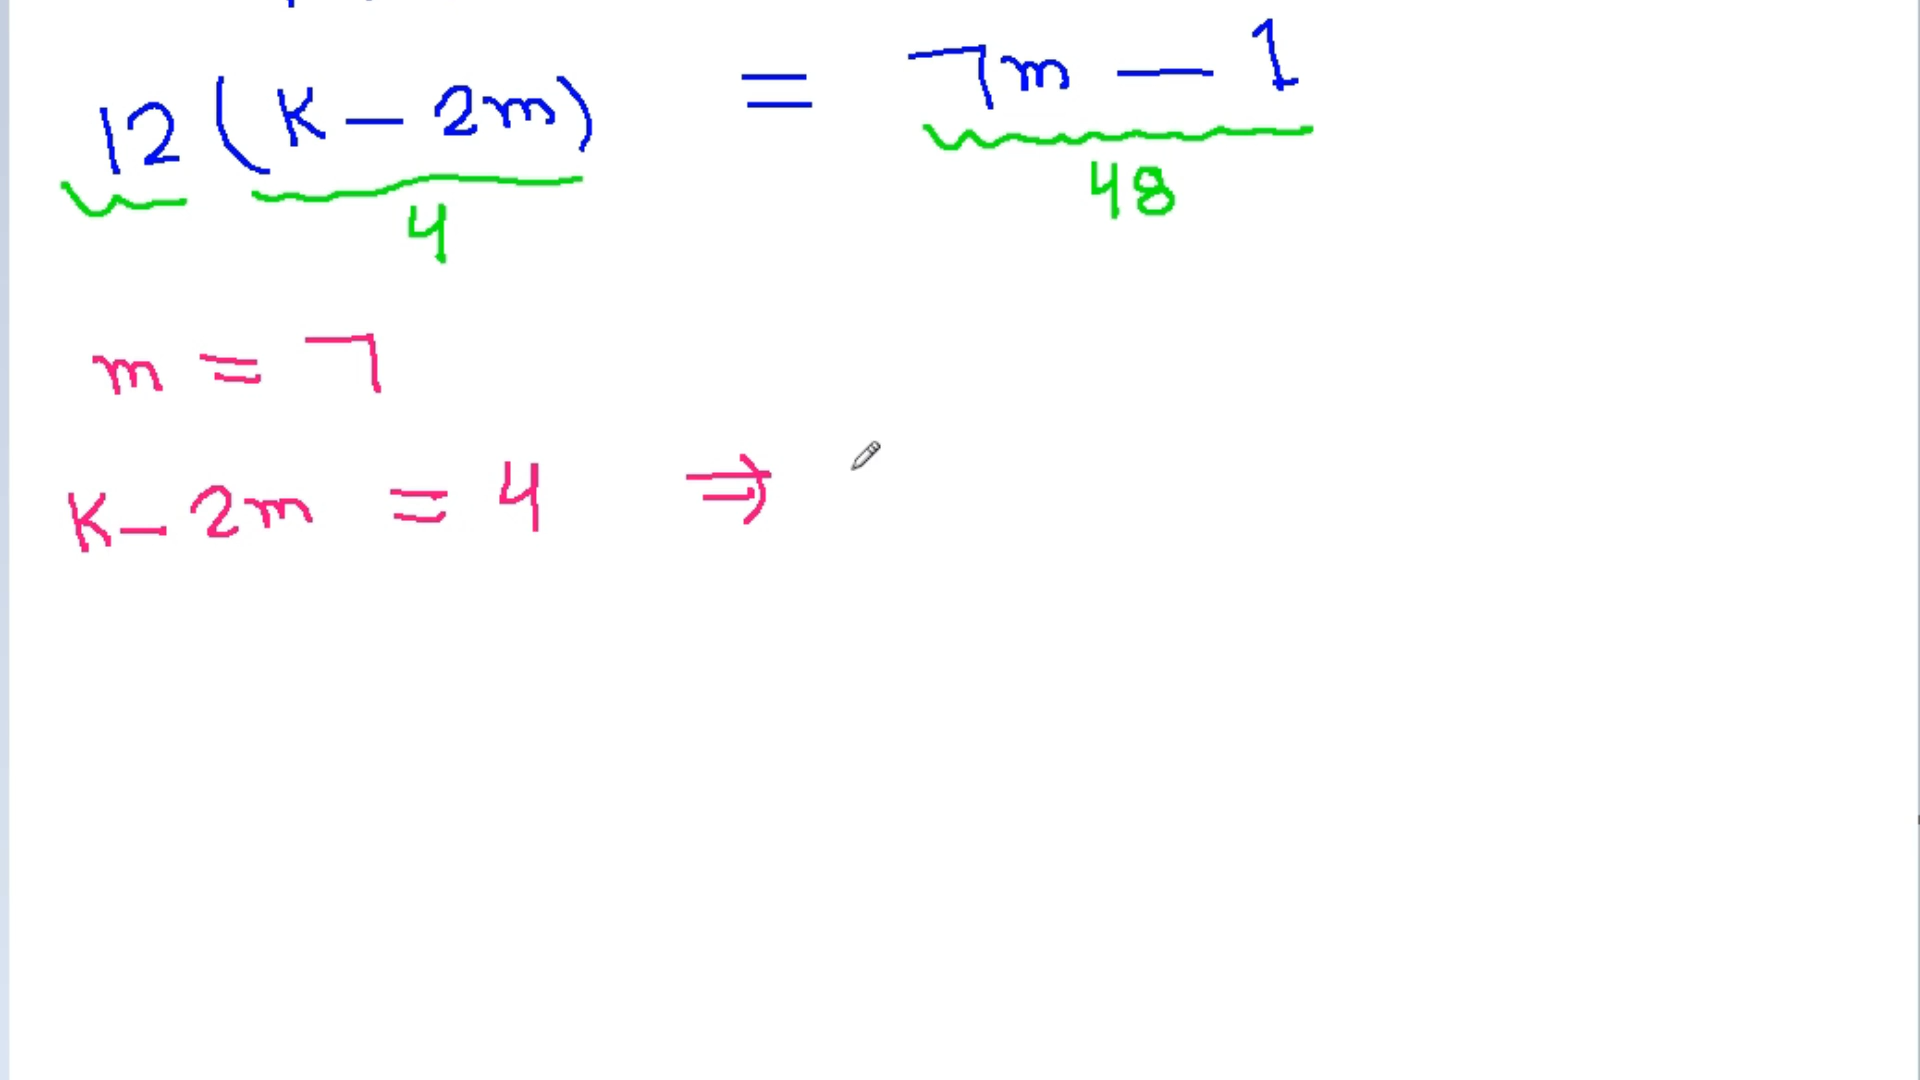 12 (k - 2m) = 7m - 1
4 48
m = 7
k - 2m = 4 ⇒